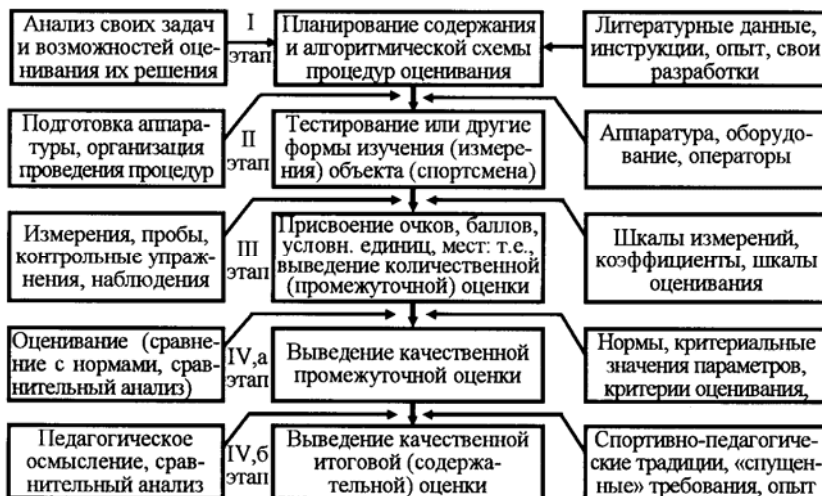 Анализ своих задач
и возможностей оце-
нивания их решения
I
этап
Планирование содержания
и алгоритмической схемы
процедур оценивания
Литературные данные,
инструкции, опыт, свои
разработки
Подготовка аппара-
туры, организация
проведения процедур
II
этап
Тестирование или другие
формы изучения (измере-
ния) объекта (спортсмена)
Аппаратура, оборудо-
вание, операторы
Измерения, пробы,
контрольные упраж-
нения, наблюдения
III
этап
Присвоение очков, баллов,
условн. единиц, мест: т.е.,
выведение количественной
(промежуточной) оценки
Шкалы измерений,
коэффициенты, шкалы
оценивания
Оценивание (сравне-
ние с нормами, срав-
нительный анализ)
IV,а
этап
Выведение качественной
промежуточной оценки
Нормы, критериальные
значения параметров,
критерии оценивания,
Педагогическое
осмысление, срав-
нительный анализ
IV,б
этап
Выведение качественной
итоговой (содержа-
тельной) оценки
Спортивно-педагогиче-
ские традиции, «спущен-
ные» требования, опыт